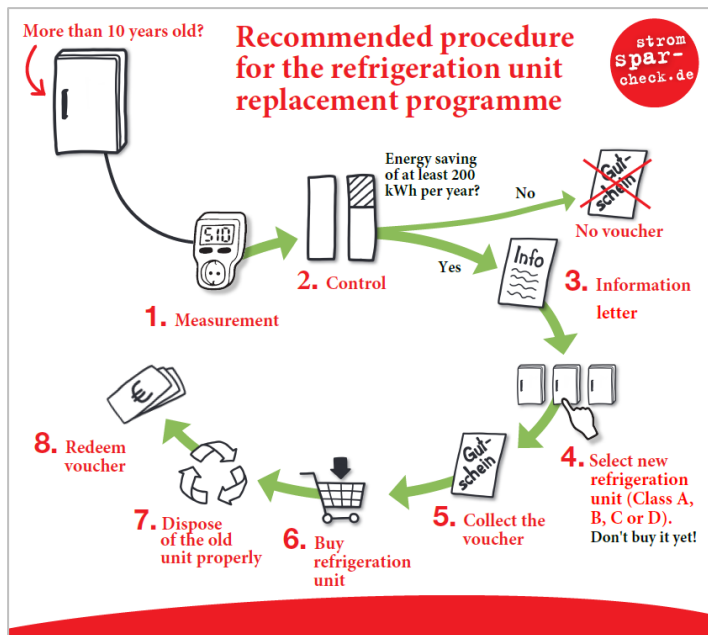 More than 10 years old?
Recommended procedure
for the refrigeration unit
replacement programme
strom
spar-
check.de
Energy saving
of at least 200
kWh per year?
No
Gut-
schein
No voucher
Yes
Info
510
1. Measurement
2. Control
3. Information
letter
4. Select new
refrigeration
unit (Class A,
B, C or D).
Don't buy it yet!
Gut-
schein
5. Collect the
voucher
6. Buy
refrigeration
unit
7. Dispose
of the old
unit properly
€
8. Redeem
voucher